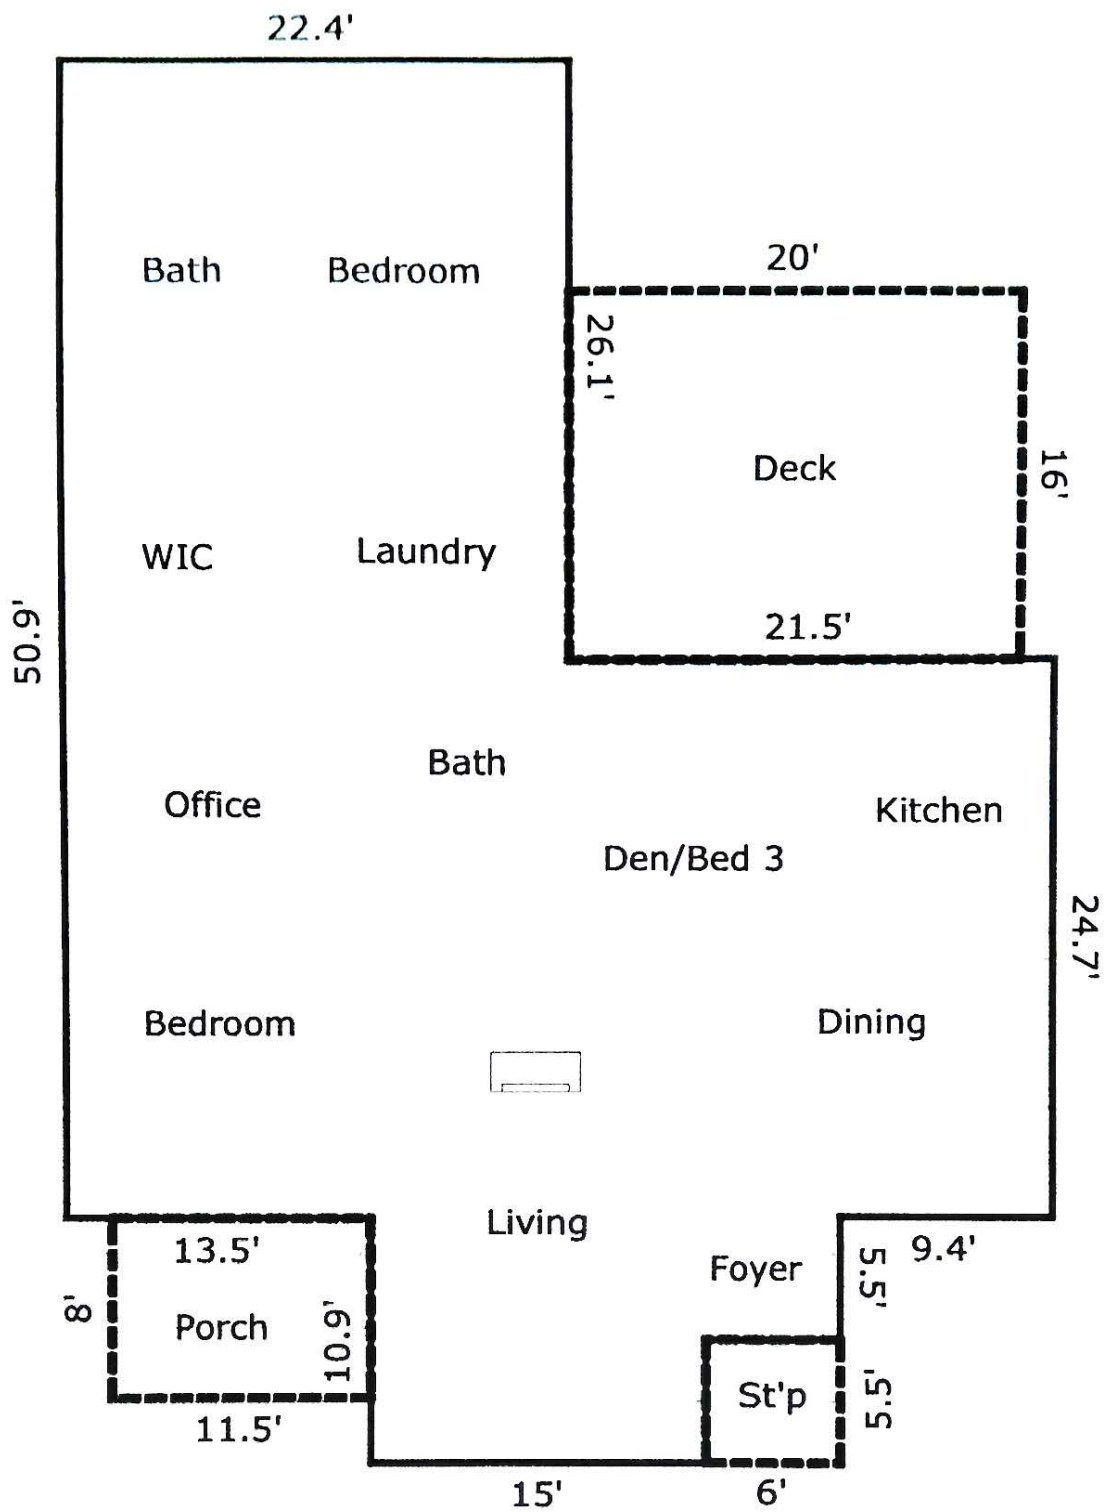 22.4'
Bath Bedroom
20'
26.1'
Deck
16'
WIC Laundry
21.5'
50.9'
Bath
Office
Kitchen
Den/Bed 3
24.7'
Bedroom
Dining
Living
13.5'
9.4'
Foyer
5.5'
8'
Porch
10.9'
St'p
5.5'
11.5'
15'
6'